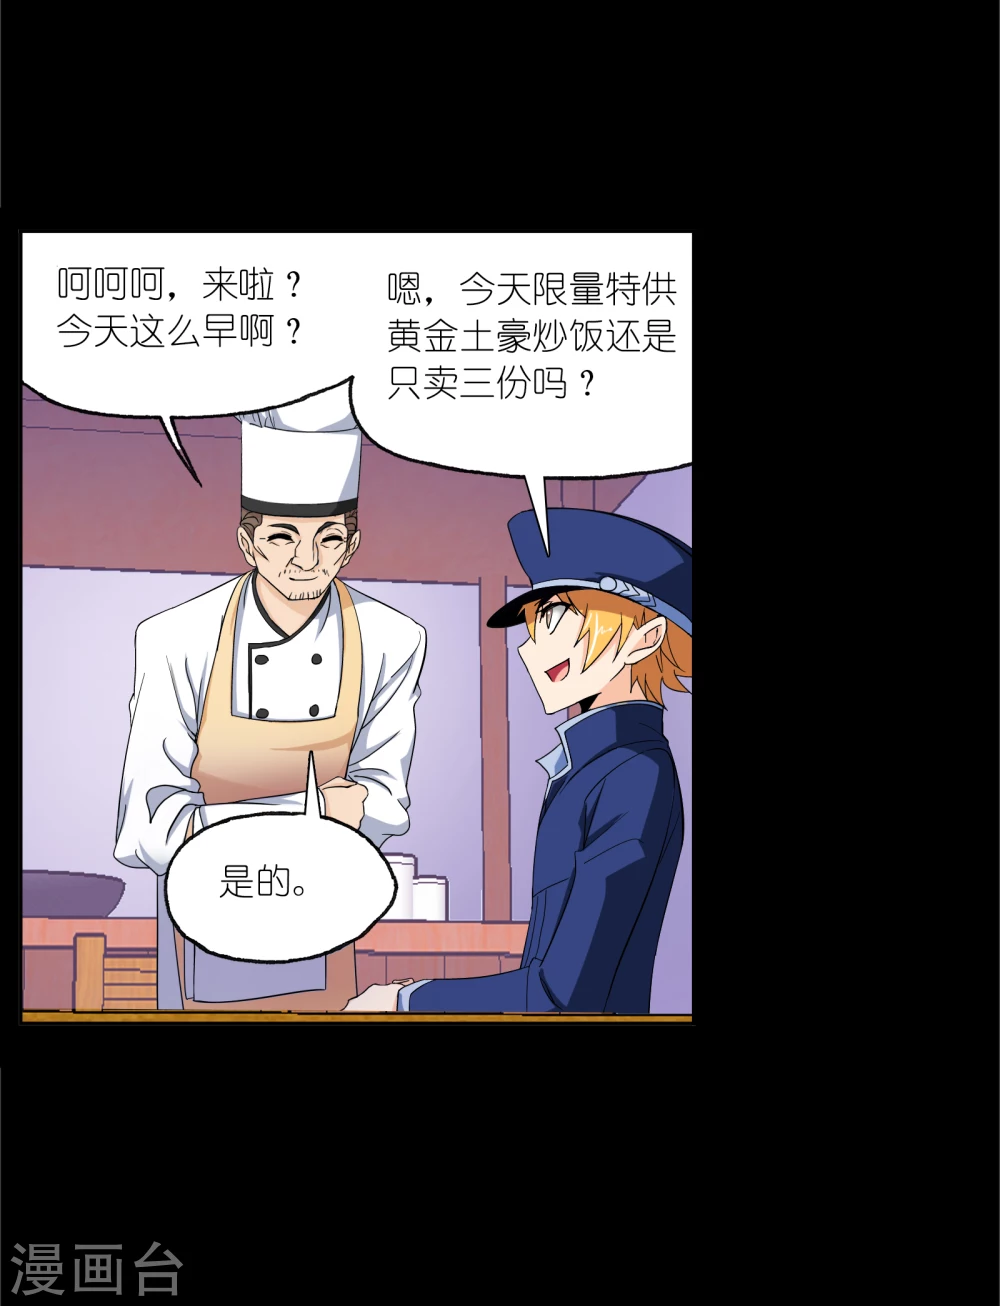 呵呵呵，来啦？
今天这么早啊？
嗯，今天限量特供
黄金土豪炒饭还是
只卖三份吗？
是的。
漫画台